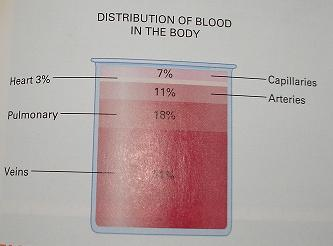 DISTRIBUTION OF BLOOD
IN THE BODY
7%
Capillaries
Heart 3%
11%
Arteries
Pulmonary
18%
Veins